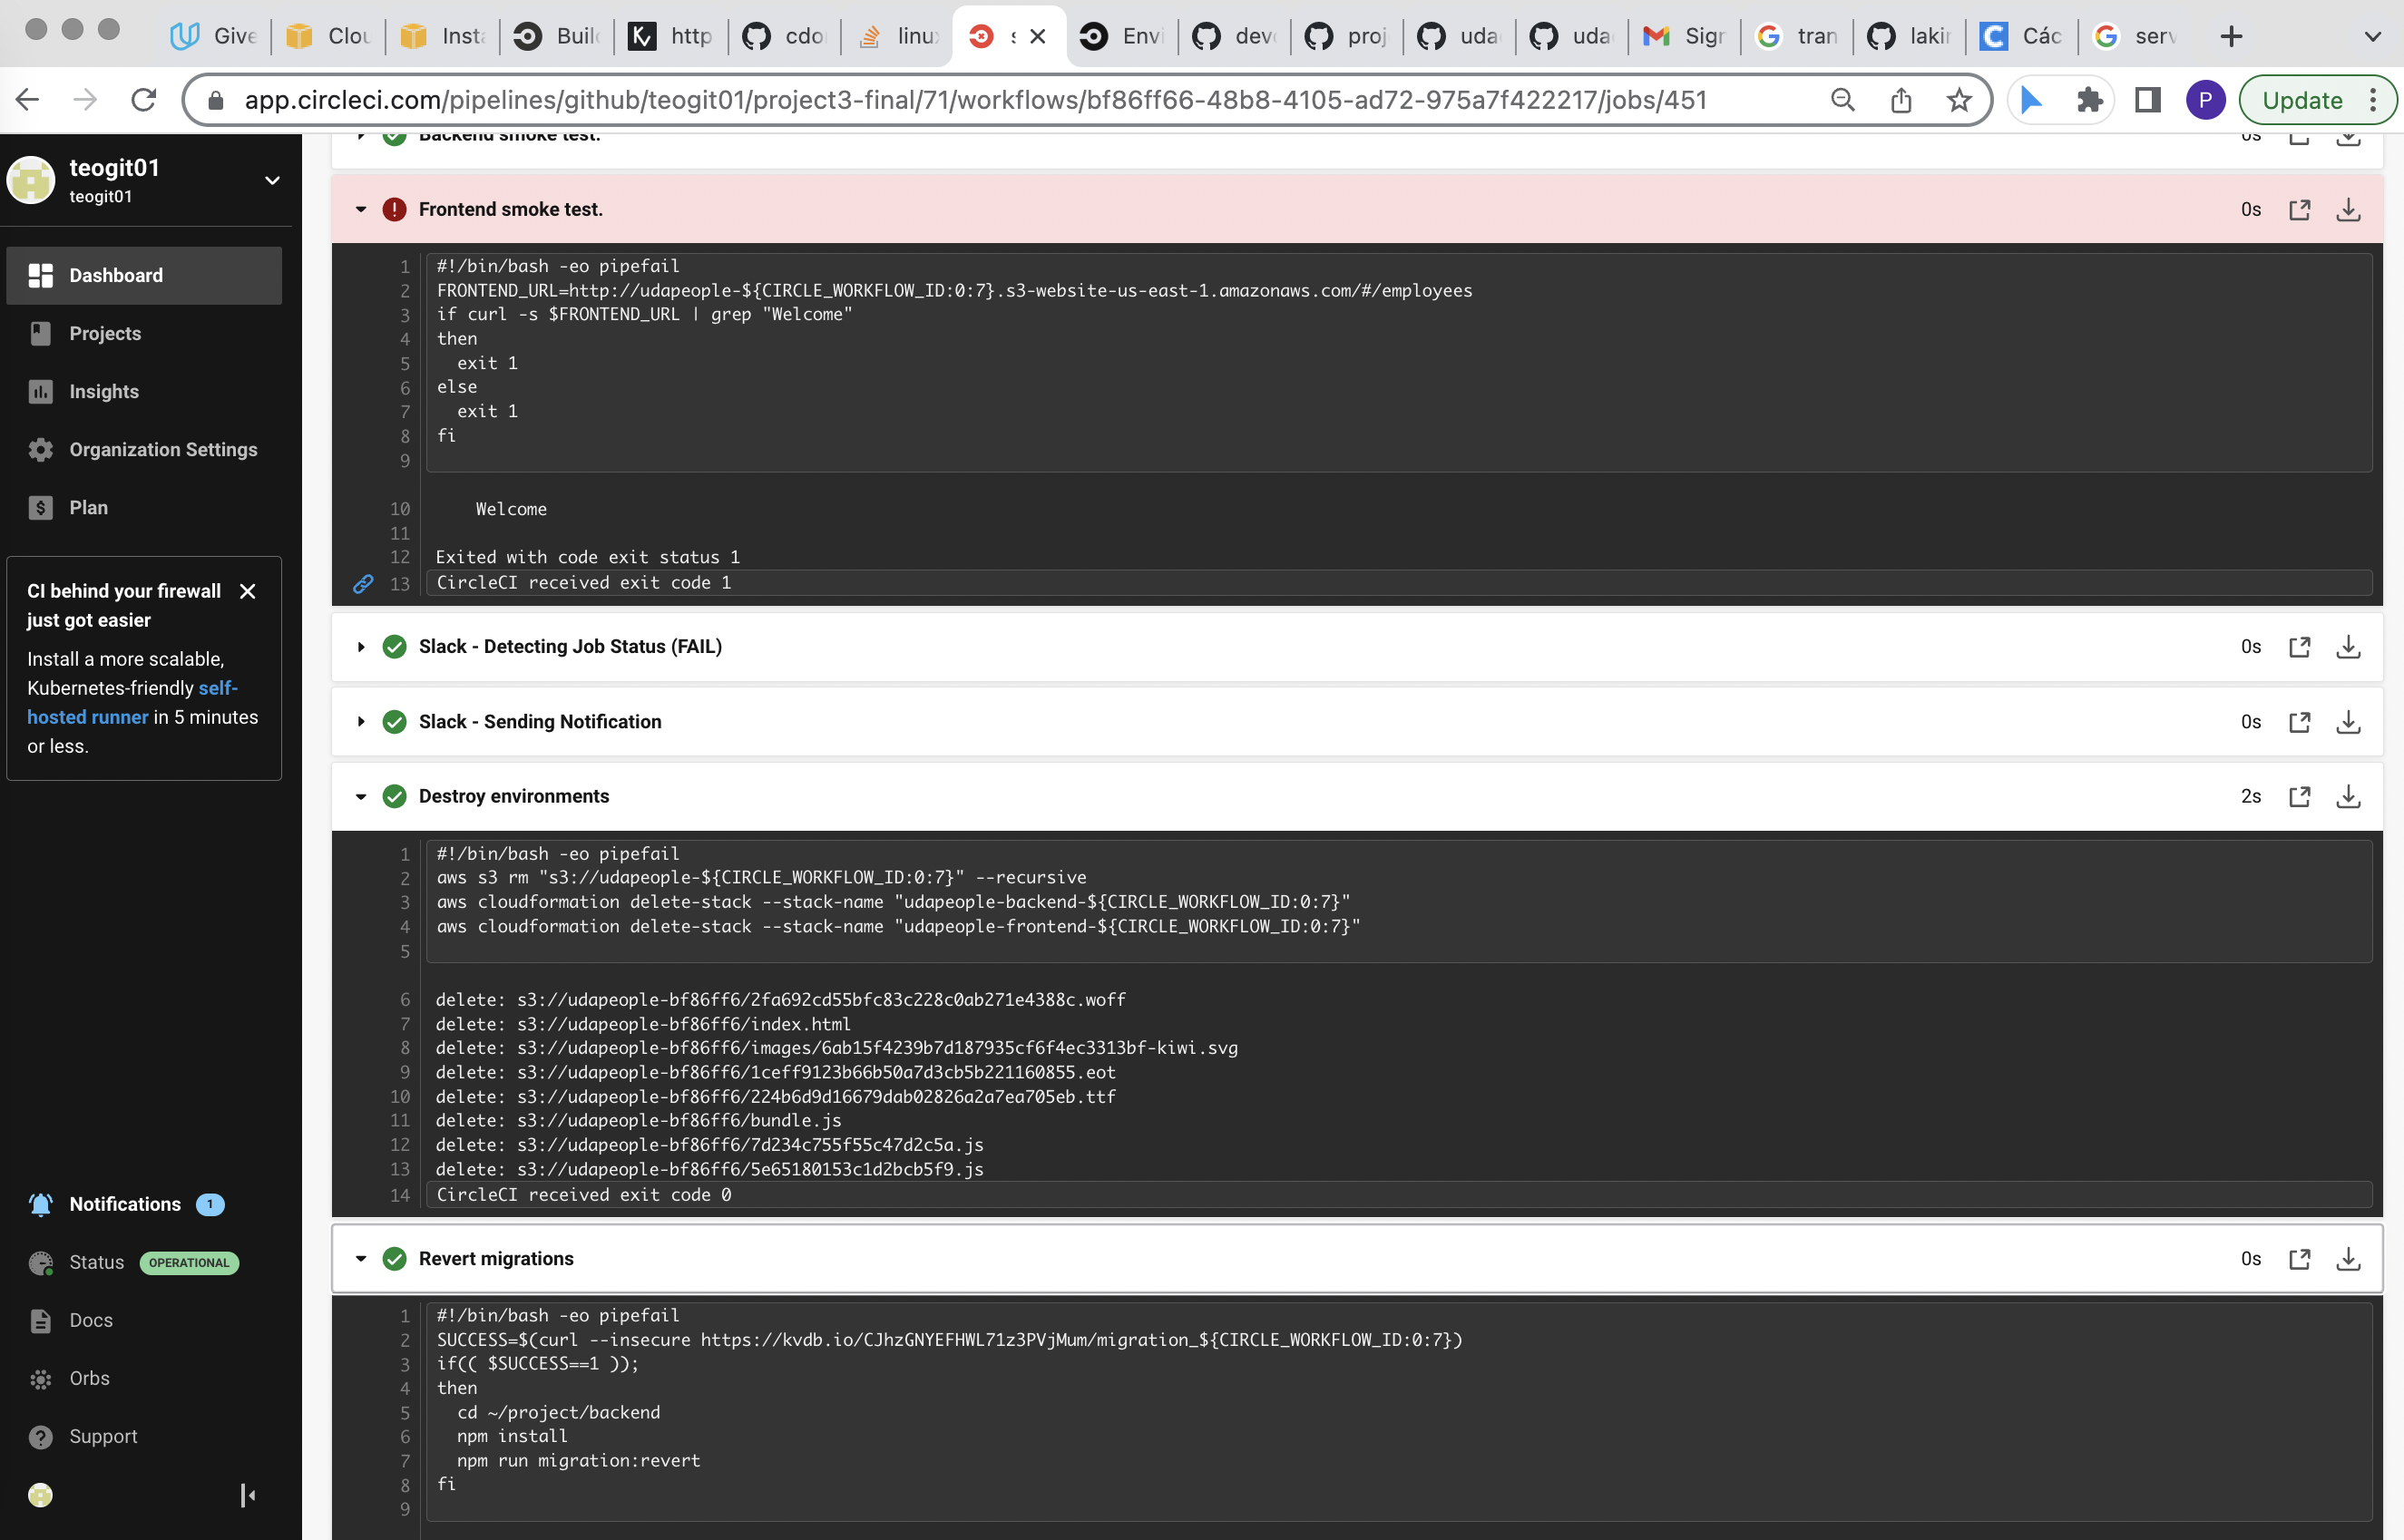 Give
Clou
Insta
Build
http
cdo
linux
s
Envi
dev
proj
uda
uda
Sigr
tran
lakir
Các
serv
app.circleci.com/pipelines/github/teogit01/project3-final/71/workflows/bf86ff66-48b8-4105-ad72-975a7f422217/jobs/451
P
Update
teogit01
teogit01
Dashboard
Projects
Insights
Organization Settings
Plan
CI behind your firewall
just got easier
Install a more scalable,
Kubernetes-friendly self-
hosted runner in 5 minutes
or less.
Notifications 1
Status OPERATIONAL
Docs
Orbs
Support
Backend smoke test. 0s
Frontend smoke test. 0s
1 #!/bin/bash -eo pipefail
2 FRONTEND_URL=http://udapeople-${CIRCLE_WORKFLOW_ID:0:7}.s3-website-us-east-1.amazonaws.com/#/employees
3 if curl -s $FRONTEND_URL | grep "Welcome"
4 then
5 exit 1
6 else
7 exit 1
8 fi
9
10 Welcome
11
12 Exited with code exit status 1
13 CircleCI received exit code 1
Slack - Detecting Job Status (FAIL) 0s
Slack - Sending Notification 0s
Destroy environments 2s
1 #!/bin/bash -eo pipefail
2 aws s3 rm "s3://udapeople-${CIRCLE_WORKFLOW_ID:0:7}" --recursive
3 aws cloudformation delete-stack --stack-name "udapeople-backend-${CIRCLE_WORKFLOW_ID:0:7}"
4 aws cloudformation delete-stack --stack-name "udapeople-frontend-${CIRCLE_WORKFLOW_ID:0:7}"
5
6 delete: s3://udapeople-bf86ff6/2fa692cd55bfc83c228c0ab271e4388c.woff
7 delete: s3://udapeople-bf86ff6/index.html
8 delete: s3://udapeople-bf86ff6/images/6ab15f4239b7d187935cf6f4ec3313bf-kiwi.svg
9 delete: s3://udapeople-bf86ff6/1ceff9123b66b50a7d3cb5b221160855.eot
10 delete: s3://udapeople-bf86ff6/224b6d9d16679dab02826a2a7ea705eb.ttf
11 delete: s3://udapeople-bf86ff6/bundle.js
12 delete: s3://udapeople-bf86ff6/7d234c755f55c47d2c5a.js
13 delete: s3://udapeople-bf86ff6/5e65180153c1d2bcb5f9.js
14 CircleCI received exit code 0
Revert migrations 0s
1 #!/bin/bash -eo pipefail
2 SUCCESS=$(curl --insecure https://kvdb.io/CJhzGNYEFHWL71z3PVjMum/migration_${CIRCLE_WORKFLOW_ID:0:7})
3 if(( $SUCCESS==1 ));
4 then
5 cd ~/project/backend
6 npm install
7 npm run migration:revert
8 fi
9